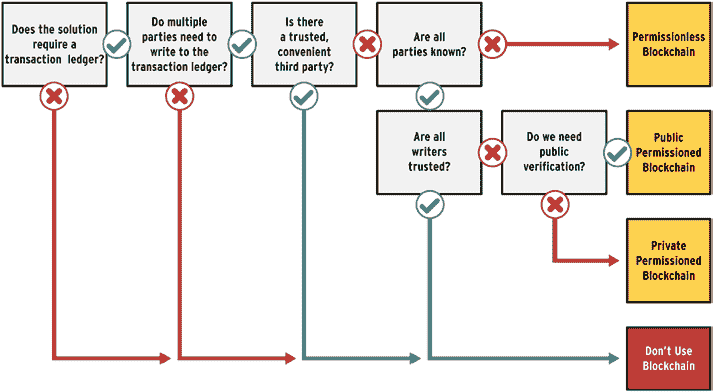 Does the solution
require a
transaction ledger?
Do multiple
parties need to
write to the
transaction ledger?
Is there
a trusted,
convenient
third party?
Are all
parties known?
Permissionless
Blockchain
Are all
writers
trusted?
Do we need
public
verification?
Public
Permissioned
Blockchain
Private
Permissioned
Blockchain
Don't Use
Blockchain